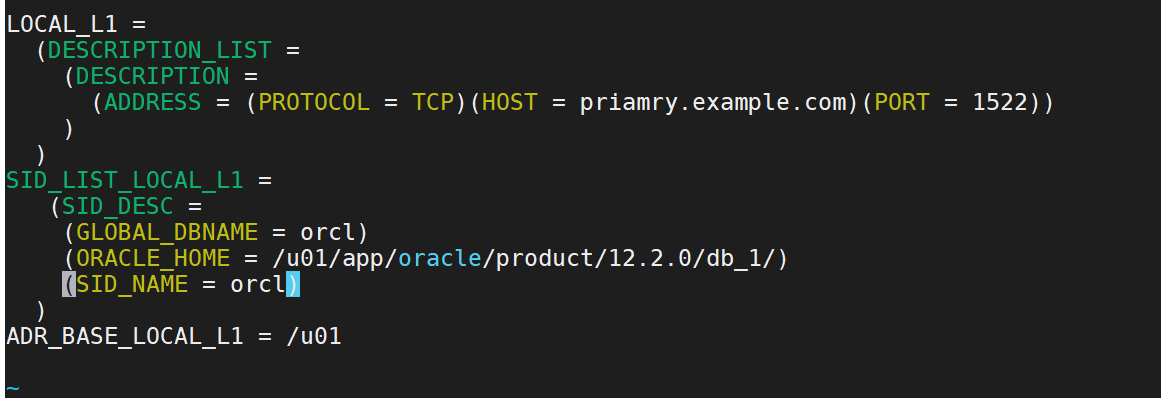 LOCAL_L1 =
  (DESCRIPTION_LIST =
    (DESCRIPTION =
      (ADDRESS = (PROTOCOL = TCP)(HOST = priamry.example.com)(PORT = 1522))
    )
  )
SID_LIST_LOCAL_L1 =
   (SID_DESC =
    (GLOBAL_DBNAME = orcl)
    (ORACLE_HOME = /u01/app/oracle/product/12.2.0/db_1/)
    (SID_NAME = orcl)
  )
ADR_BASE_LOCAL_L1 = /u01
~